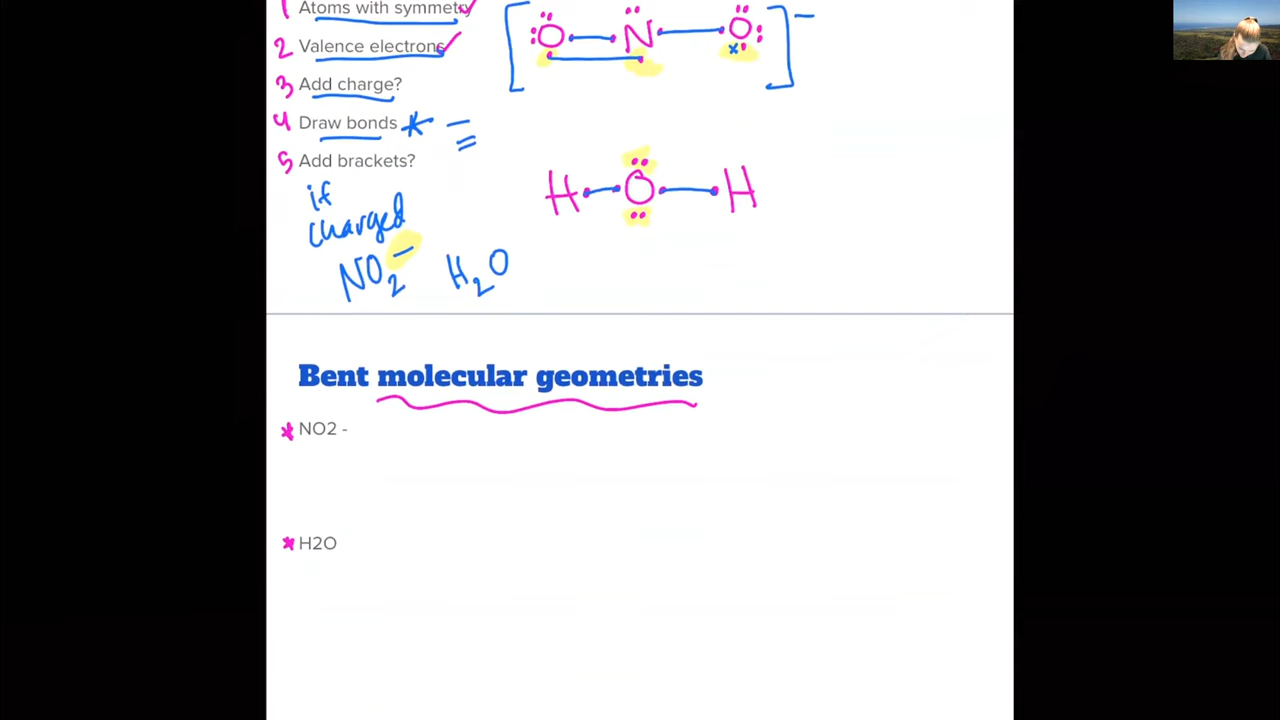 1 Atoms with symmetry
2 Valence electrons
3 Add charge?
4 Draw bonds * - =
5 Add brackets?
if
charged
NO2- H2O
[O N O]-
H O H
Bent molecular geometries
* NO2 -
* H2O